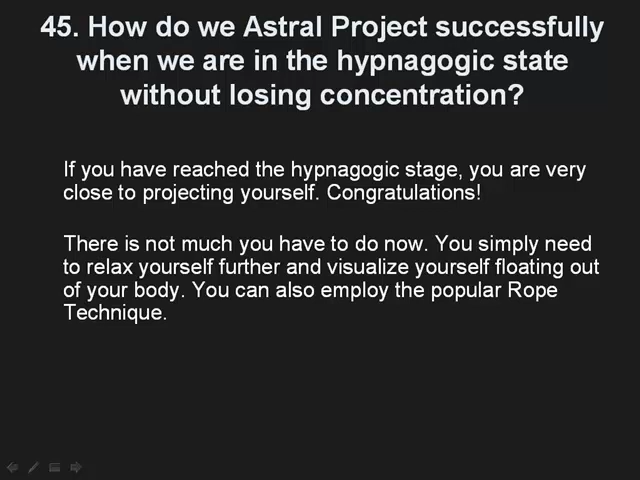 45. How do we Astral Project successfully
when we are in the hypnagogic state
without losing concentration?
If you have reached the hypnagogic stage, you are very
close to projecting yourself. Congratulations!
There is not much you have to do now. You simply need
to relax yourself further and visualize yourself floating out
of your body. You can also employ the popular Rope
Technique.